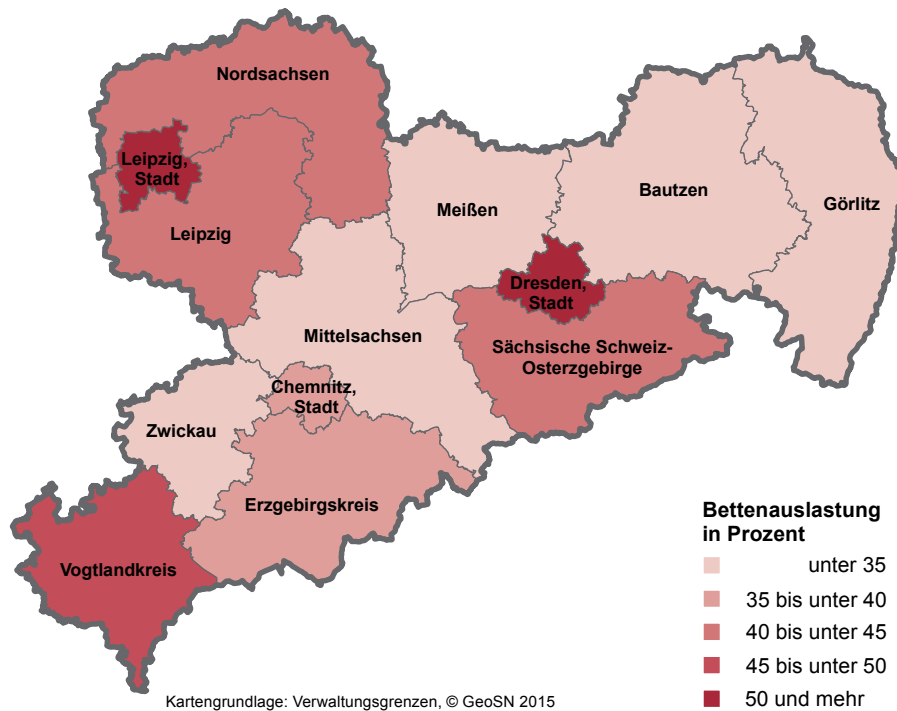 Nordsachsen
Leipzig,
Stadt
Leipzig
Meißen
Bautzen
Görlitz
Dresden,
Stadt
Mittelsachsen
Sächsische Schweiz-
Osterzgebirge
Chemnitz,
Stadt
Zwickau
Erzgebirgskreis
Vogtlandkreis
Bettenauslastung
in Prozent
unter 35
35 bis unter 40
40 bis unter 45
45 bis unter 50
50 und mehr
Kartengrundlage: Verwaltungsgrenzen, © GeoSN 2015